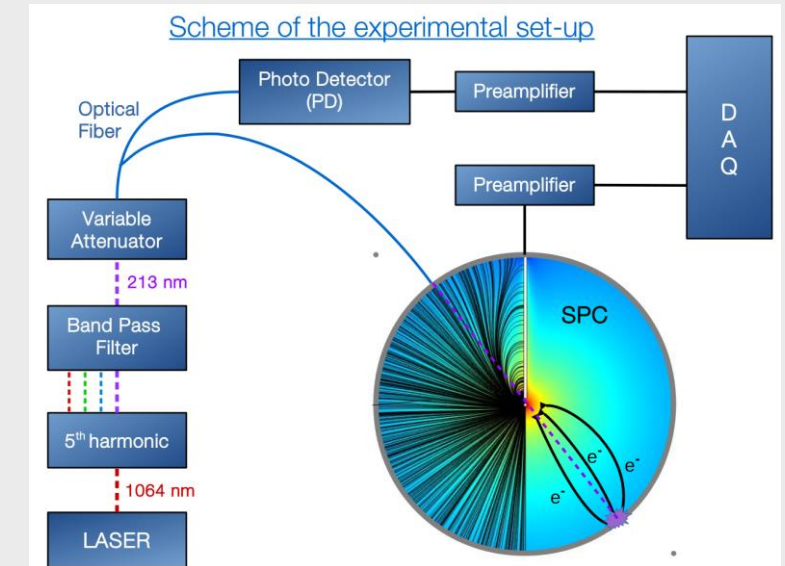 Scheme of the experimental set-up
Photo Detector
(PD)
Preamplifier
D
A
Q
Optical
Fiber
Preamplifier
Variable
Attenuator
213 nm
Band Pass
Filter
SPC
5th harmonic
e-
e-
e-
1064 nm
LASER